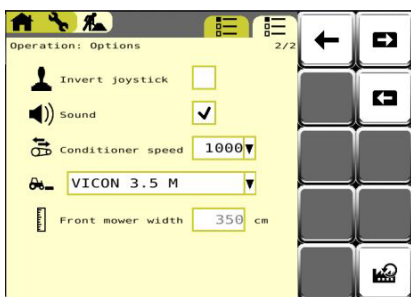 Operation: Options 2/2
Invert joystick
Sound
Conditioner speed 1000
VICON 3.5 M
Front mower width 350 cm